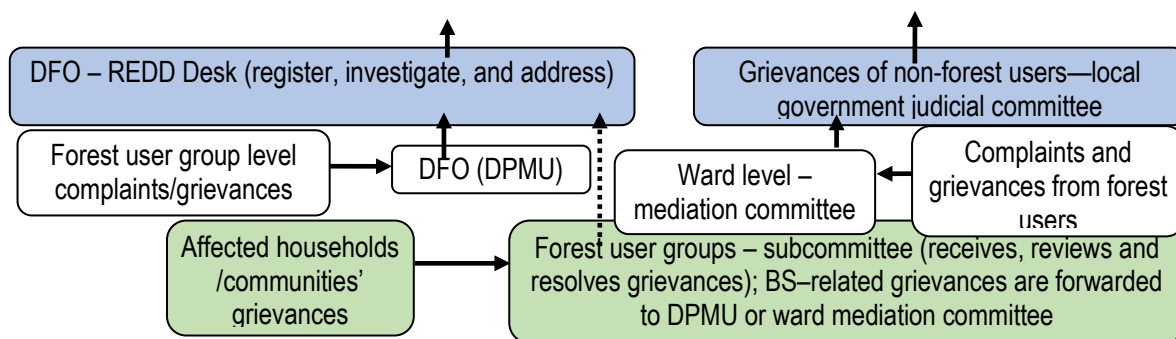 DFO – REDD Desk (register, investigate, and address)
Grievances of non-forest users—local
government judicial committee
Forest user group level
complaints/grievances
DFO (DPMU)
Ward level –
mediation committee
Complaints and
grievances from forest
users
Affected households
/communities’
grievances
Forest user groups – subcommittee (receives, reviews and
resolves grievances); BS–related grievances are forwarded
to DPMU or ward mediation committee